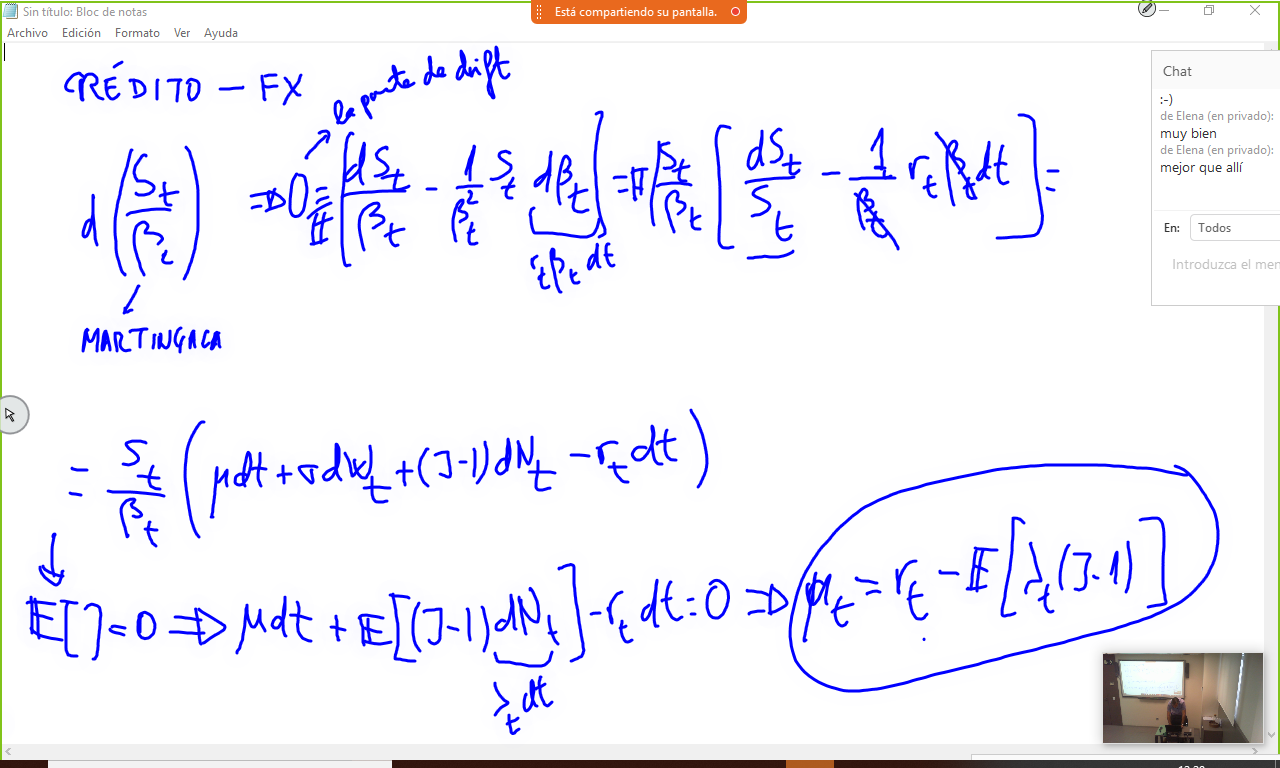 Sin título: Bloc de notas
Está compartiendo su pantalla.
Archivo Edición Formato Ver Ayuda
Chat
:-)
de Elena (en privado):
muy bien
de Elena (en privado):
mejor que allí
En: Todos
Introduzca el men
CRÉDITO - FX
la parte de drift
d(S_t/β_t) ⇒ 0 = E[dS_t/β_t - 1/β_t^2 S_t dβ_t] = E S_t/β_t [dS_t/S_t - 1/β_t r_t β_t dt] =
r_t β_t dt
MARTINGALA
= S_t/β_t (μdt + σdW_t + (J-1)dN_t - r_t dt)
E[ ] = 0 ⇒ μdt + E[(J-1)dN_t] - r_t dt = 0 ⇒ μ_t = r_t - E[λ_t(J-1)]
λ_t dt